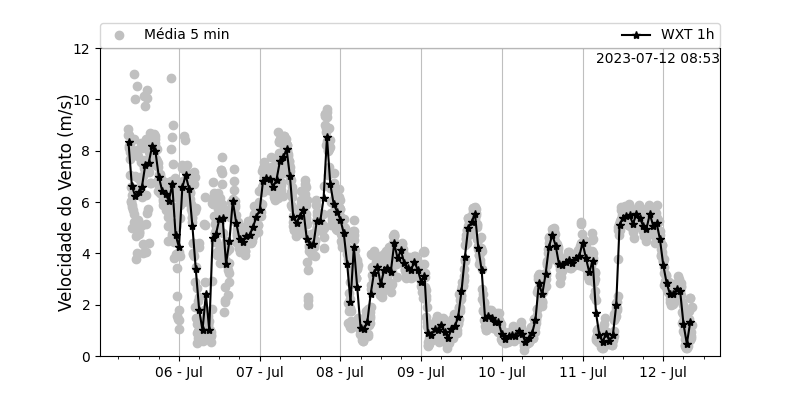 Média 5 min
WXT 1h
2023-07-12 08:53
Velocidade do Vento (m/s)
12
10
8
6
4
2
0
06 - Jul
07 - Jul
08 - Jul
09 - Jul
10 - Jul
11 - Jul
12 - Jul